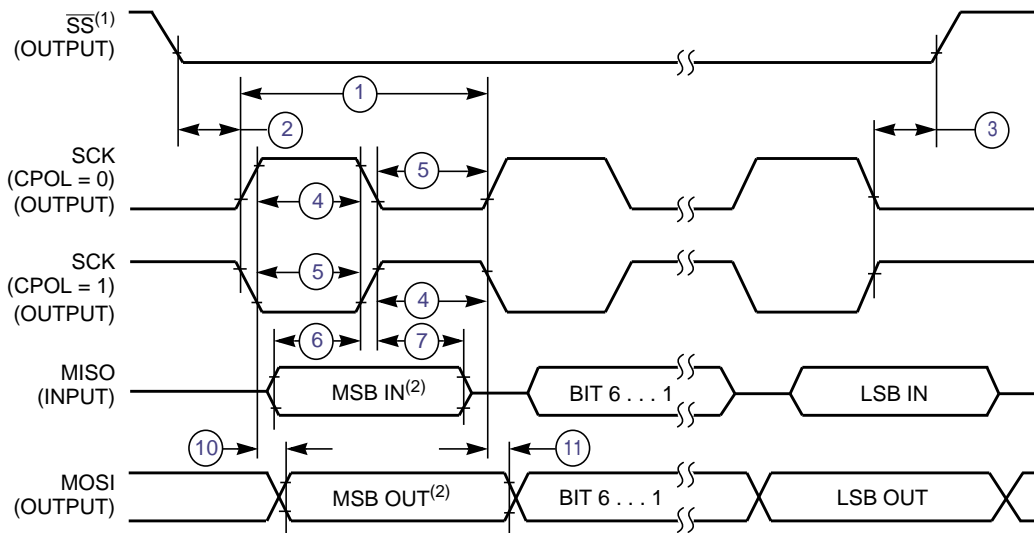 SS(1)
(OUTPUT)
1
2
3
SCK
(CPOL = 0)
(OUTPUT)
5
4
SCK
(CPOL = 1)
(OUTPUT)
5
4
6
7
MISO
(INPUT)
MSB IN(2)
BIT 6 . . . 1
LSB IN
10
11
MOSI
(OUTPUT)
MSB OUT(2)
BIT 6 . . . 1
LSB OUT